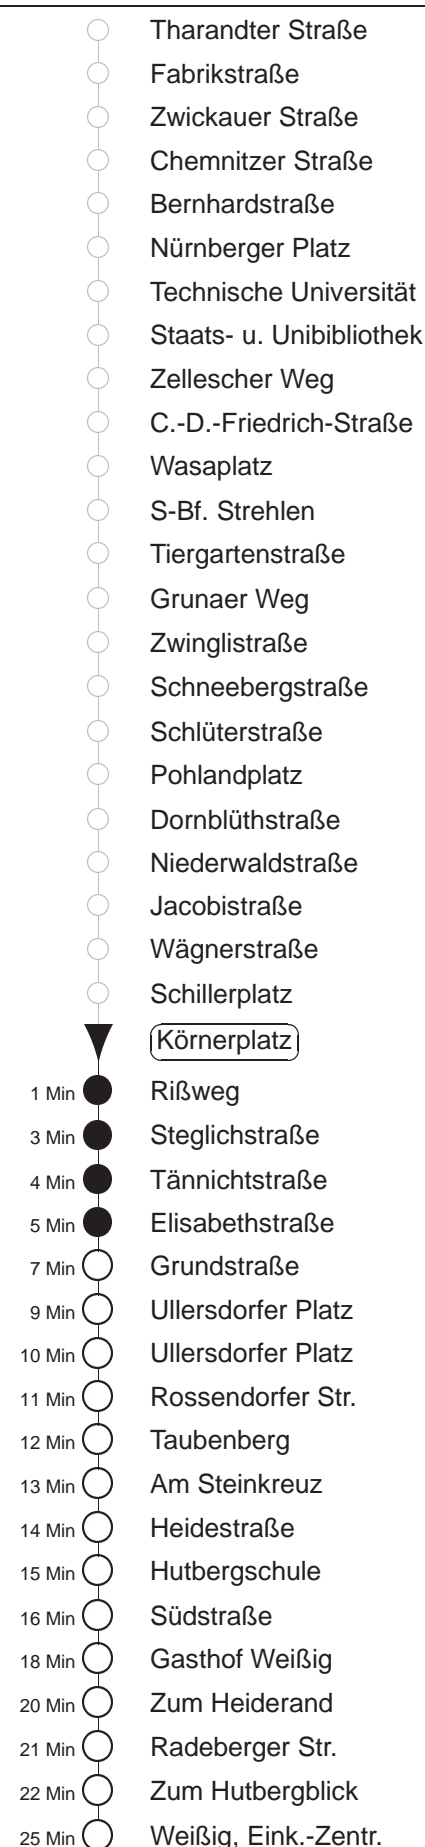 Tharandter Straße
Fabrikstraße
Zwickauer Straße
Chemnitzer Straße
Bernhardstraße
Nürnberger Platz
Technische Universität
Staats- u. Unibibliothek
Zellescher Weg
C.-D.-Friedrich-Straße
Wasaplatz
S-Bf. Strehlen
Tiergartenstraße
Grunaer Weg
Zwinglistraße
Schneebergstraße
Schlüterstraße
Pohlandplatz
Dornblüthstraße
Niederwaldstraße
Jacobistraße
Wägnerstraße
Schillerplatz
Körnerplatz
1 Min Rißweg
3 Min Steglichstraße
4 Min Tännichtstraße
5 Min Elisabethstraße
7 Min Grundstraße
9 Min Ullersdorfer Platz
10 Min Ullersdorfer Platz
11 Min Rossendorfer Str.
12 Min Taubenberg
13 Min Am Steinkreuz
14 Min Heidestraße
15 Min Hutbergschule
16 Min Südstraße
18 Min Gasthof Weißig
20 Min Zum Heiderand
21 Min Radeberger Str.
22 Min Zum Hutbergblick
25 Min Weißig, Eink.-Zentr.